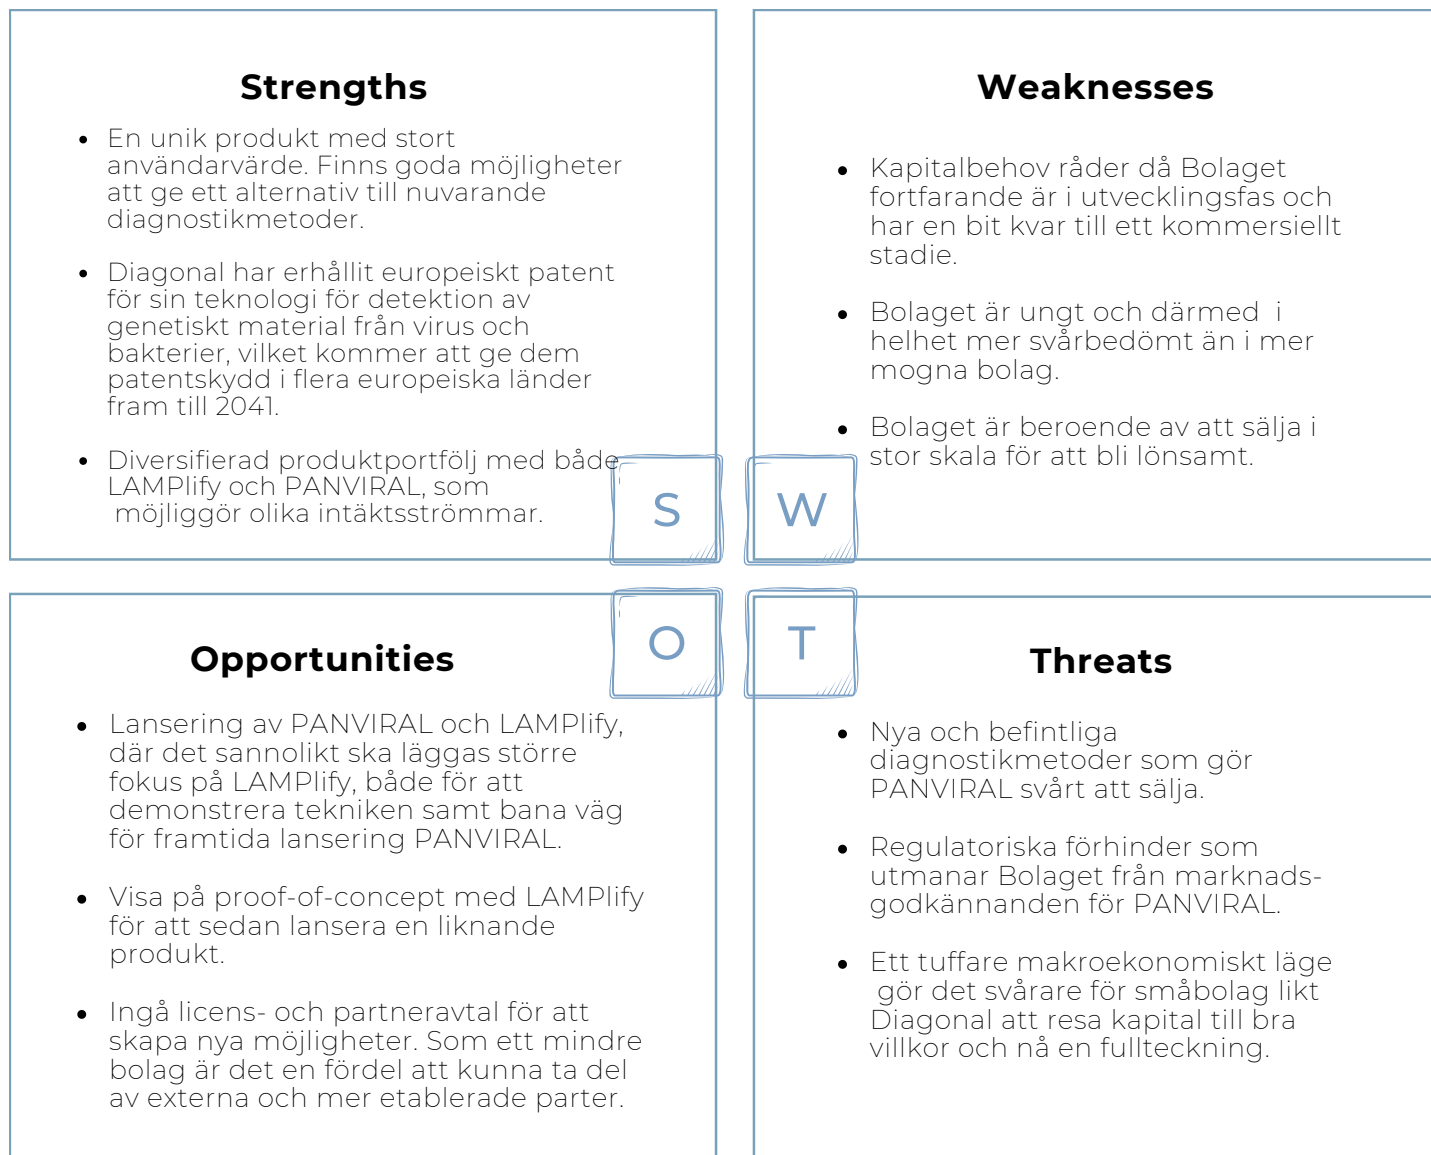 Strengths
En unik produkt med stort
användarvärde. Finns goda möjligheter
att ge ett alternativ till nuvarande
diagnostikmetoder.
Diagonal har erhållit europeiskt patent
för sin teknologi för detektion av
genetiskt material från virus och
bakterier, vilket kommer att ge dem
patentskydd i flera europeiska länder
fram till 2041.
Diversifierad produktportfölj med både
LAMPlify och PANVIRAL, som
möjliggör olika intäktsströmmar.
S
Weaknesses
Kapitalbehov råder då Bolaget
fortfarande är i utvecklingsfas och
har en bit kvar till ett kommersiellt
stadie.
Bolaget är ungt och därmed  i
helhet mer svårbedömt än i mer
mogna bolag.
Bolaget är beroende av att sälja i
stor skala för att bli lönsamt.
W
Opportunities
Lansering av PANVIRAL och LAMPlify,
där det sannolikt ska läggas större
fokus på LAMPlify, både för att
demonstrera tekniken samt bana väg
för framtida lansering PANVIRAL.
Visa på proof-of-concept med LAMPlify
för att sedan lansera en liknande
produkt.
Ingå licens- och partneravtal för att
skapa nya möjligheter. Som ett mindre
bolag är det en fördel att kunna ta del
av externa och mer etablerade parter.
O
Threats
Nya och befintliga
diagnostikmetoder som gör
PANVIRAL svårt att sälja.
Regulatoriska förhinder som
utmanar Bolaget från marknads-
godkännanden för PANVIRAL.
Ett tuffare makroekonomiskt läge
gör det svårare för småbolag likt
Diagonal att resa kapital till bra
villkor och nå en fullteckning.
T